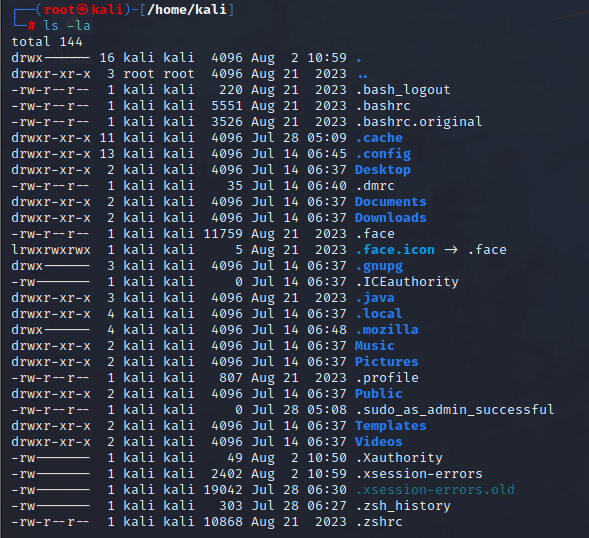 ┌──(root㉿kali)-[/home/kali]
└─# ls -la
total 144
drwx------ 16 kali kali  4096 Aug  2 10:59 .
drwxr-xr-x  3 root root  4096 Aug 21  2023 ..
-rw-r--r--  1 kali kali   220 Aug 21  2023 .bash_logout
-rw-r--r--  1 kali kali  5551 Aug 21  2023 .bashrc
-rw-r--r--  1 kali kali  3526 Aug 21  2023 .bashrc.original
drwxr-xr-x 11 kali kali  4096 Jul 28 05:09 .cache
drwxr-xr-x 13 kali kali  4096 Jul 14 06:45 .config
drwxr-xr-x  2 kali kali  4096 Jul 14 06:37 Desktop
-rw-r--r--  1 kali kali    35 Jul 14 06:40 .dmrc
drwxr-xr-x  2 kali kali  4096 Jul 14 06:37 Documents
drwxr-xr-x  2 kali kali  4096 Jul 14 06:37 Downloads
-rw-r--r--  1 kali kali 11759 Aug 21  2023 .face
lrwxrwxrwx  1 kali kali     5 Aug 21  2023 .face.icon -> .face
drwx------  3 kali kali  4096 Jul 14 06:37 .gnupg
-rw-------  1 kali kali     0 Jul 14 06:37 .ICEauthority
drwxr-xr-x  3 kali kali  4096 Aug 21  2023 .java
drwxr-xr-x  4 kali kali  4096 Jul 14 06:37 .local
drwx------  4 kali kali  4096 Jul 14 06:48 .mozilla
drwxr-xr-x  2 kali kali  4096 Jul 14 06:37 Music
drwxr-xr-x  2 kali kali  4096 Jul 14 06:37 Pictures
-rw-r--r--  1 kali kali   807 Aug 21  2023 .profile
drwxr-xr-x  2 kali kali  4096 Jul 14 06:37 Public
-rw-r--r--  1 kali kali     0 Jul 28 05:08 .sudo_as_admin_successful
drwxr-xr-x  2 kali kali  4096 Jul 14 06:37 Templates
drwxr-xr-x  2 kali kali  4096 Jul 14 06:37 Videos
-rw-------  1 kali kali    49 Aug  2 10:50 .Xauthority
-rw-------  1 kali kali  2402 Aug  2 10:59 .xsession-errors
-rw-------  1 kali kali 19042 Jul 28 06:30 .xsession-errors.old
-rw-------  1 kali kali   303 Jul 28 06:27 .zsh_history
-rw-r--r--  1 kali kali 10868 Aug 21  2023 .zshrc